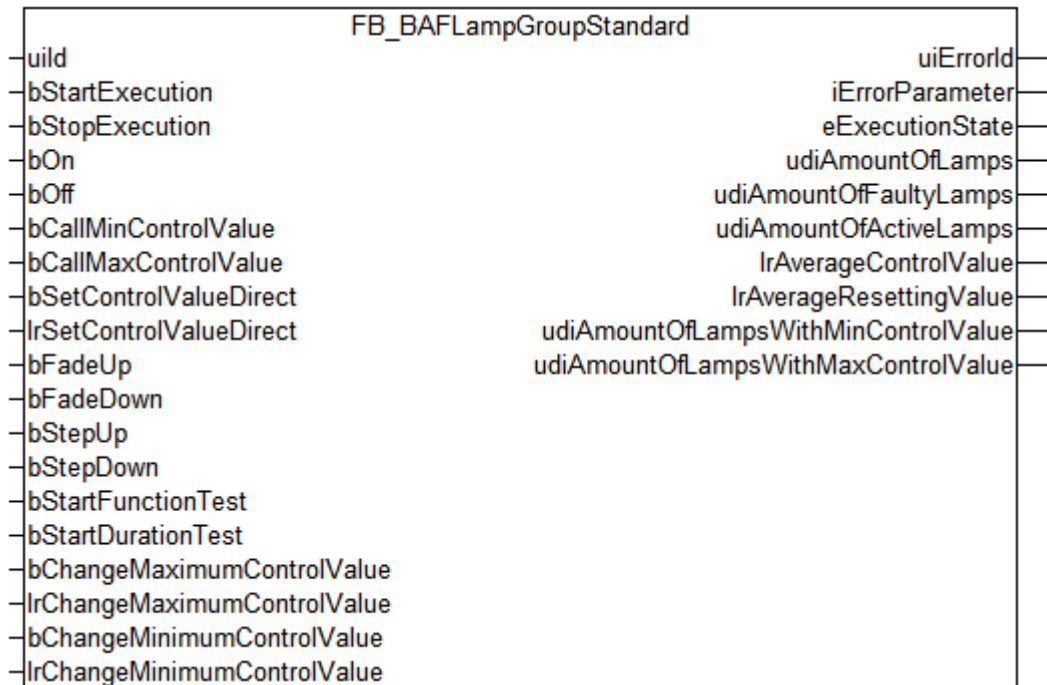 FB_BAFLampGroupStandard
uiId uiErrorId
bStartExecution iErrorParameter
bStopExecution eExecutionState
bOn udiAmountOfLamps
bOff udiAmountOfFaultyLamps
bCallMinControlValue udiAmountOfActiveLamps
bCallMaxControlValue lrAverageControlValue
bSetControlValueDirect lrAverageResettingValue
lrSetControlValueDirect udiAmountOfLampsWithMinControlValue
bFadeUp udiAmountOfLampsWithMaxControlValue
bFadeDown
bStepUp
bStepDown
bStartFunctionTest
bStartDurationTest
bChangeMaximumControlValue
lrChangeMaximumControlValue
bChangeMinimumControlValue
lrChangeMinimumControlValue